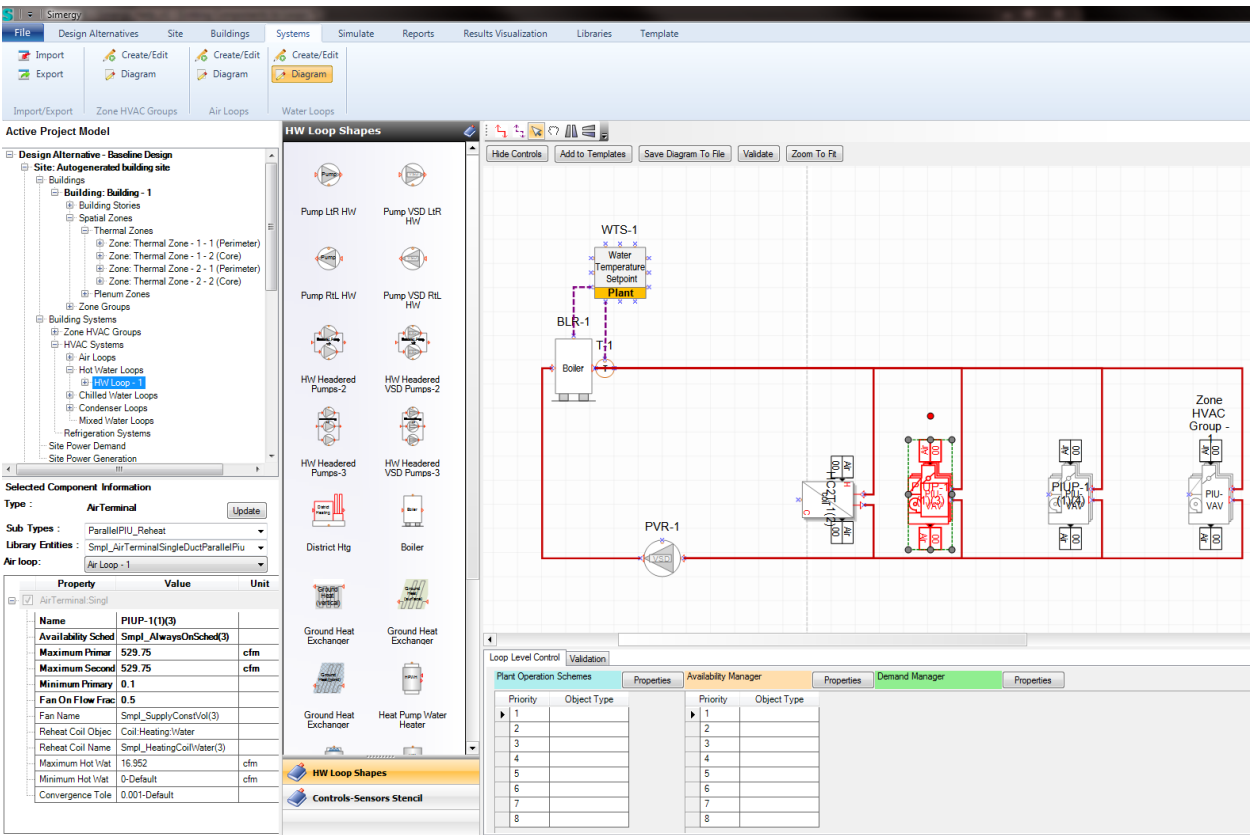 Simergy
File Design Alternatives Site Buildings Systems Simulate Reports Results Visualization Libraries Template
Import Create/Edit Create/Edit Create/Edit
Export Diagram Diagram Diagram
Import/Export Zone HVAC Groups Air Loops Water Loops
Active Project Model
Design Alternative - Baseline Design
Site: Autogenerated building site
Buildings
Building: Building - 1
Building Stories
Spatial Zones
Thermal Zones
Zone: Thermal Zone - 1 - 1 (Perimeter)
Zone: Thermal Zone - 1 - 2 (Core)
Zone: Thermal Zone - 2 - 1 (Perimeter)
Zone: Thermal Zone - 2 - 2 (Core)
Plenum Zones
Zone Groups
Building Systems
Zone HVAC Groups
HVAC Systems
Air Loops
Hot Water Loops
HW Loop - 1
Chilled Water Loops
Condenser Loops
Mixed Water Loops
Refrigeration Systems
Site Power Demand
Site Power Generation
Selected Component Information
Type : AirTerminal Update
Sub Types : ParallelPIU_Reheat
Library Entities : Smpl_AirTerminalSingleDuctParallelPiu
Air loop: Air Loop - 1
Property Value Unit
AirTerminal:Singl
Name PIUP-1(1)(3)
Availability Sched Smpl_AlwaysOnSched(3)
Maximum Primar 529.75 cfm
Maximum Second 529.75 cfm
Minimum Primary 0.1
Fan On Flow Frac 0.5
Fan Name Smpl_SupplyConstVol(3)
Reheat Coil Objec Coil:Heating:Water
Reheat Coil Name Smpl_HeatingCoilWater(3)
Maximum Hot Wat 16.952 cfm
Minimum Hot Wat 0-Default cfm
Convergence Tole 0.001-Default
HW Loop Shapes
Pump
Pump LtR HW Pump VSD LtR HW
Pump
Pump RtL HW Pump VSD RtL HW
HW Headered Pumps-2 HW Headered VSD Pumps-2
HW Headered Pumps-3 HW Headered VSD Pumps-3
District Htg Boiler
Ground Heat Exchanger Ground Heat Exchanger
Ground Heat Exchanger Heat Pump Water Heater
HW Loop Shapes
Controls-Sensors Stencil
Hide Controls Add to Templates Save Diagram To File Validate Zoom To Fit
WTS-1
Water
Temperature
Setpoint
Plant
BLR-1
T-1
Boiler
T
PVR-1
VSD
Zone
HVAC
Group -
1
PIUP-1
(1)(4)
PIU-
VAV
Loop Level Control Validation
Plant Operation Schemes Properties Availability Manager Properties Demand Manager Properties
Priority Object Type Priority Object Type
1 1
2 2
3 3
4 4
5 5
6 6
7 7
8 8